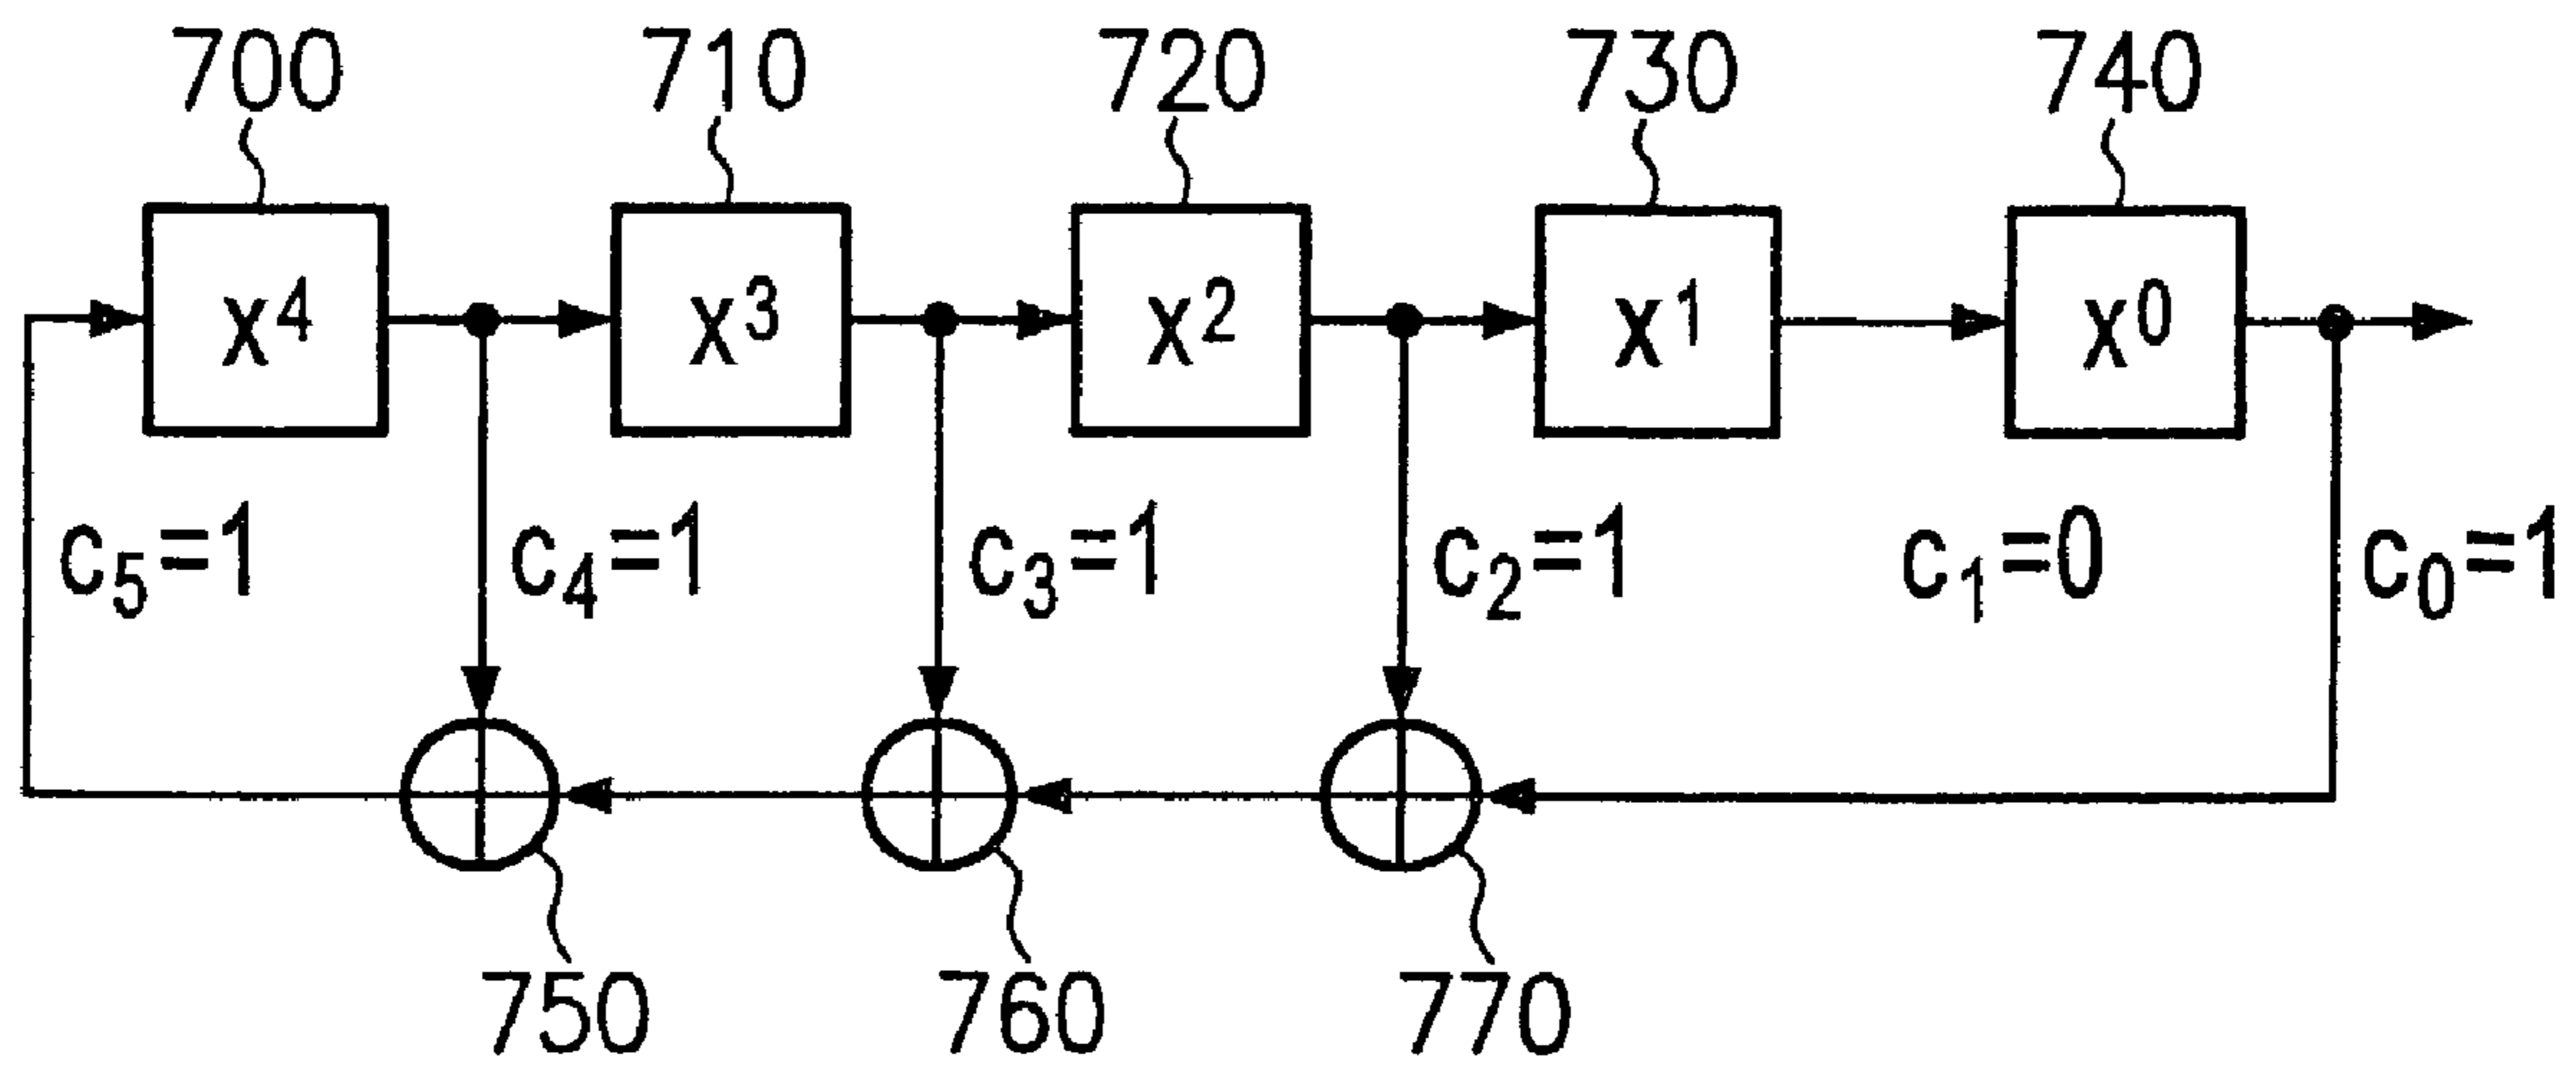 700 710 720 730 740
x⁴ x³ x² x¹ x⁰
c₅=1 c₄=1 c₃=1 c₂=1 c₁=0 c₀=1
750 760 770